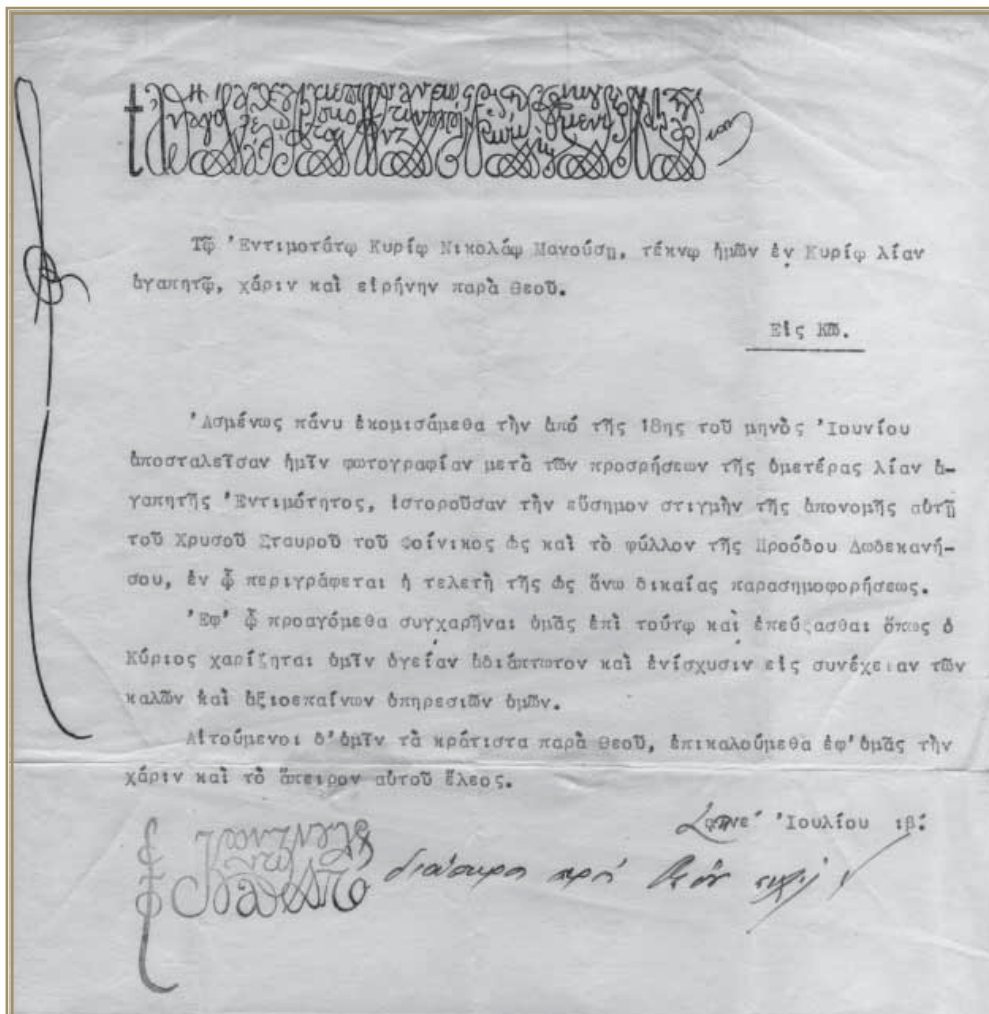 Τῷ Ἐντιμοτάτῳ Κυρίῳ Νικολάῳ Μανούσῃ, τέκνῳ ἡμῶν ἐν Κυρίῳ λίαν
ἀγαπητῷ, χάριν καὶ εἰρήνην παρὰ Θεοῦ.
Εἰς Κῶ.
Ἀσμένως πάνυ ἐκομισάμεθα τὴν ἀπό τῆς 18ης τοῦ μηνὸς Ἰουνίου
ἀποσταλεῖσαν ἡμῖν φωτογραφίαν μετὰ τῶν προσρήσεων τῆς ὑμετέρας λίαν ἀ-
γαπητῆς Ἐντιμότητος, ἱστοροῦσαν τὴν εὔσημον στιγμὴν τῆς ἀπονομῆς αὐτῇ
τοῦ Χρυσοῦ Σταυροῦ τοῦ Φοίνικος ὡς καὶ τὸ φύλλον τῆς Προόδου Δωδεκανή-
σου, ἐν ᾧ περιγράφεται ἡ τελετὴ τῆς ὡς ἄνω δικαίας παρασημοφορήσεως.
Ἐφ' ᾧ προαγόμεθα συγχαρῆναι ὑμᾶς ἐπὶ τούτῳ καὶ ἐπεύξασθαι ὅπως ὁ
Κύριος χαρίζηται ὑμῖν ὑγείαν ἀδιάπτωτον καὶ ἐνίσχυσιν εἰς συνέχειαν τῶν
καλῶν καὶ ἀξιοεπαίνων ὑπηρεσιῶν ὑμῶν.
Αἰτούμενοι δ'ὑμῖν τὰ κράτιστα παρὰ Θεοῦ, ἐπικαλούμεθα ἐφ'ὑμᾶς τὴν
χάριν καὶ τὸ ἄπειρον αὐτοῦ ἔλεος.
Ἰουλίου ιβ΄
διάπυρος πρὸς Θεὸν εὐχέτης